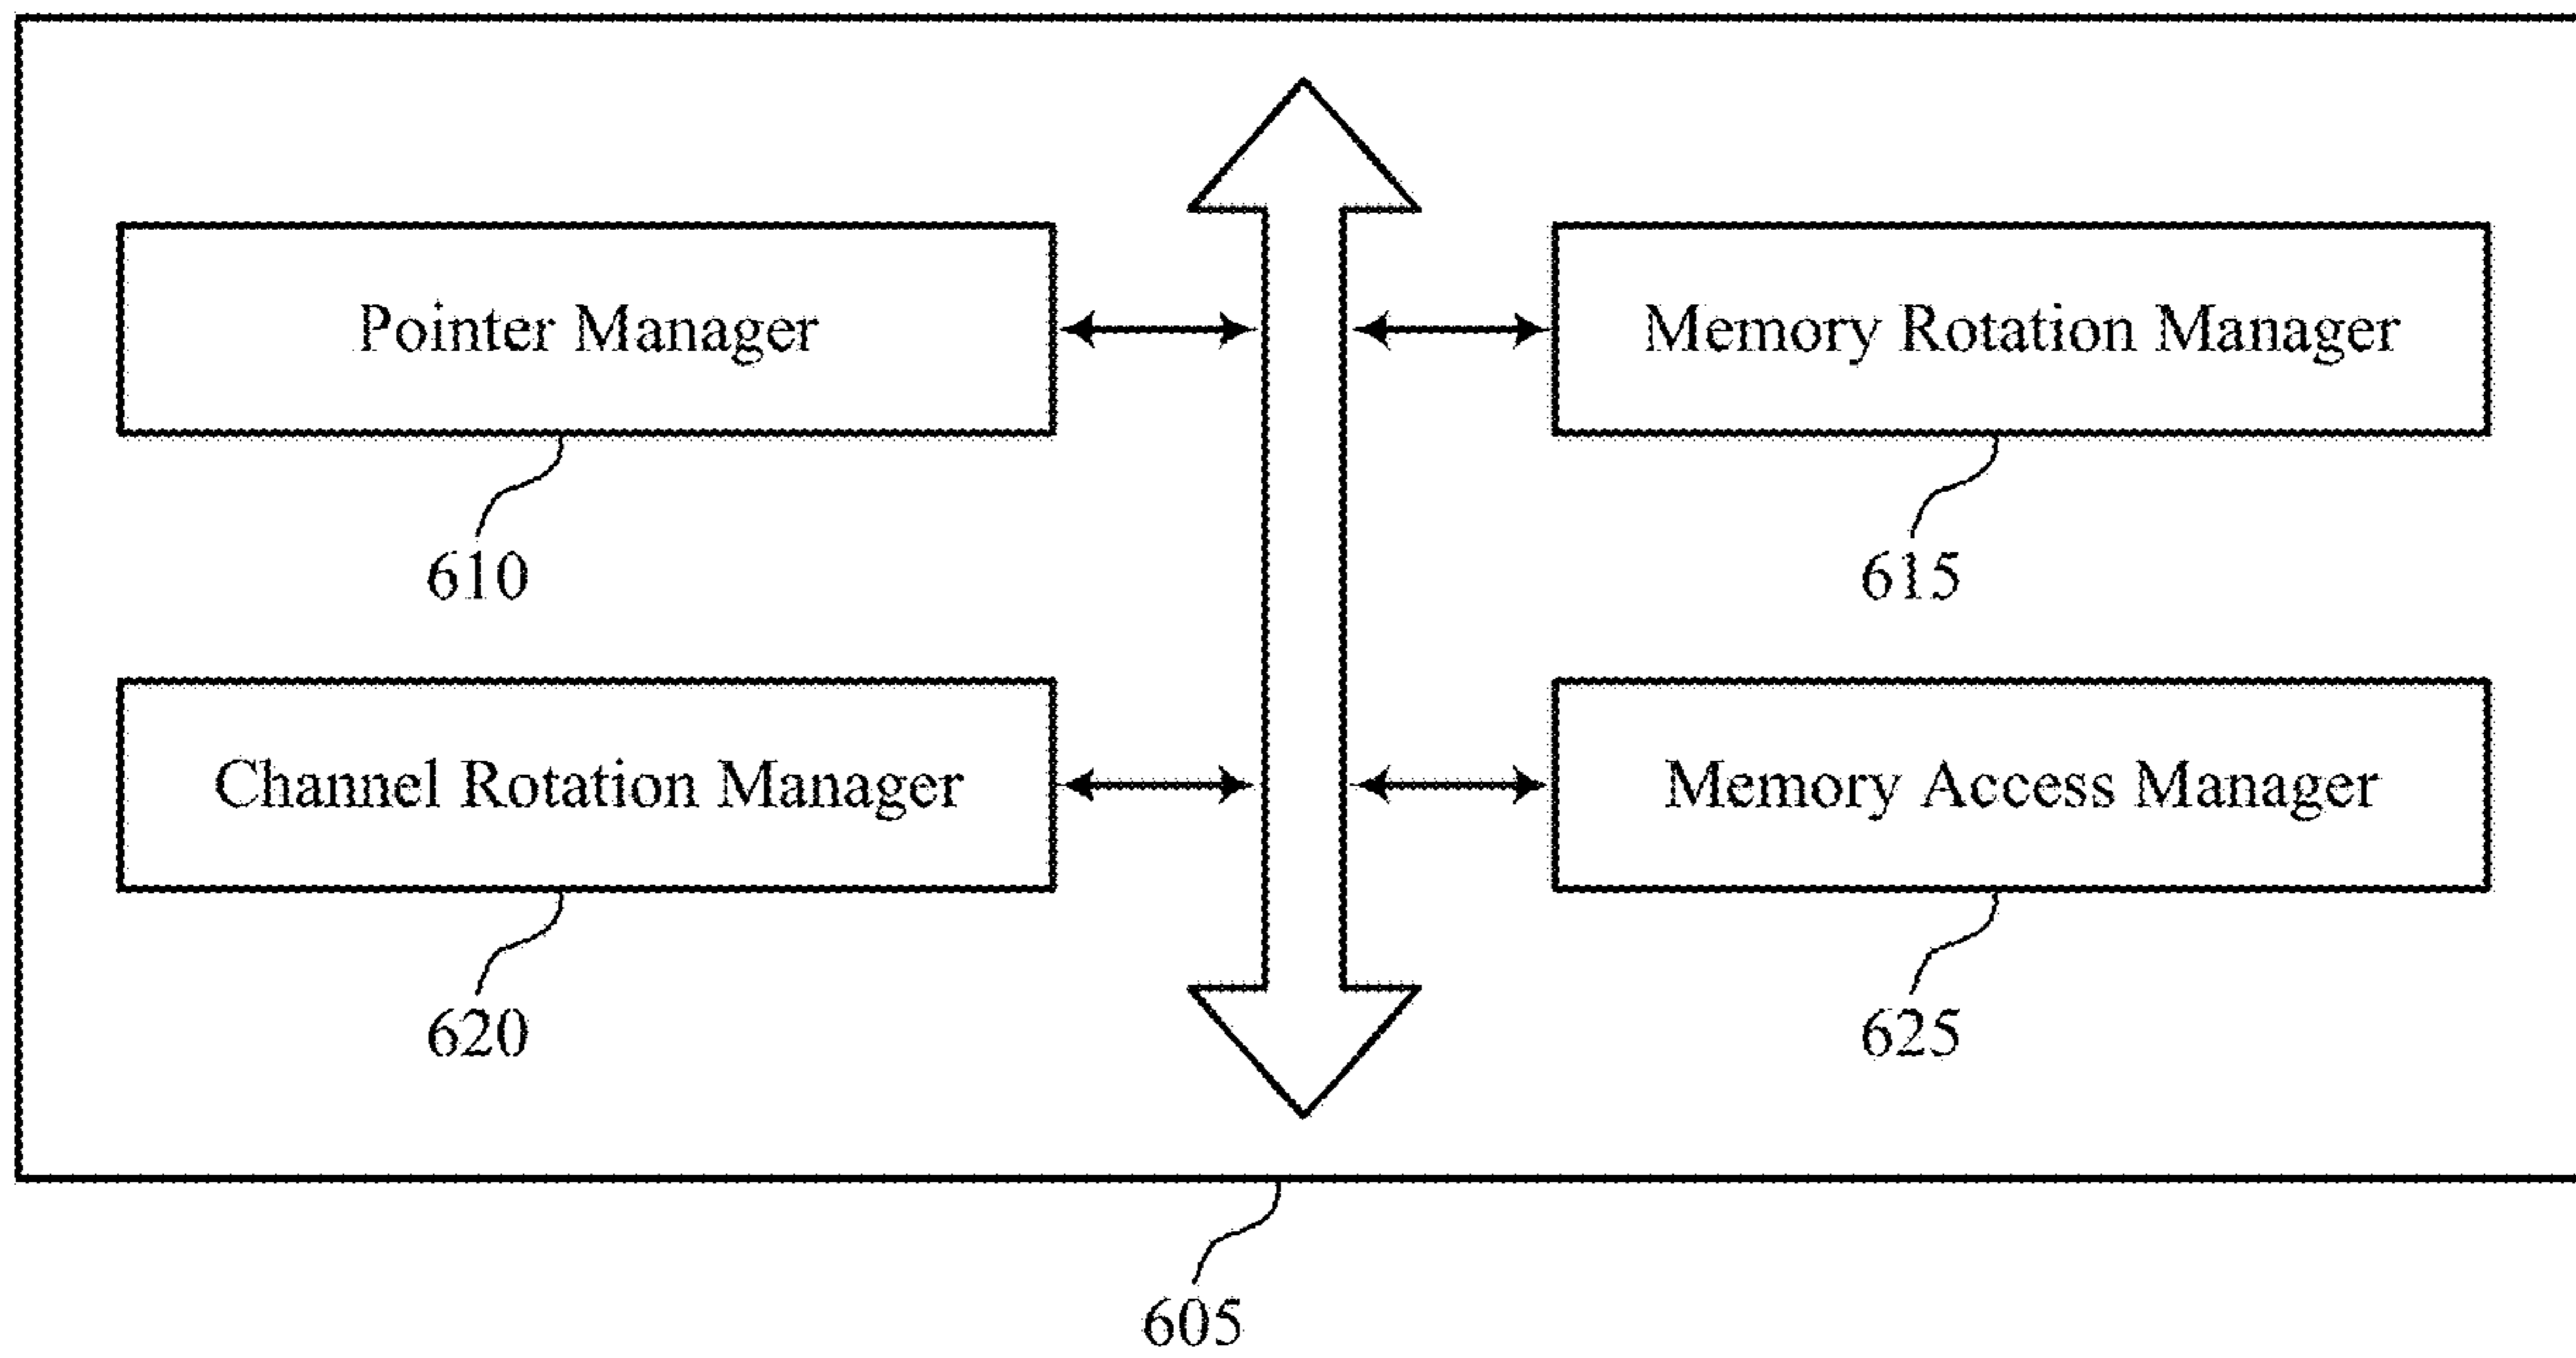 Pointer Manager
Memory Rotation Manager
610
615
Channel Rotation Manager
Memory Access Manager
620
625
605